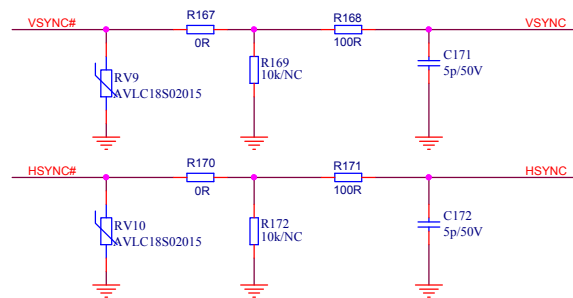 R167
R168
VSYNC#
VSYNC
0R
100R
R169
10k/NC
C171
5p/50V
RV9
AVLC18S02015
R170
R171
HSYNC#
HSYNC
0R
100R
R172
10k/NC
C172
5p/50V
RV10
AVLC18S02015